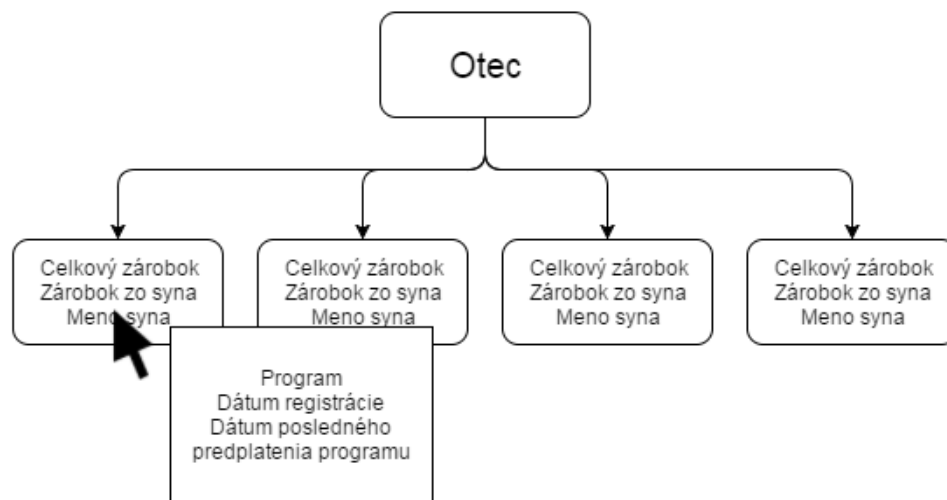 Otec
Celkový zárobok
Zárobok zo syna
Meno syna
Celkový zárobok
Zárobok zo syna
Meno syna
Celkový zárobok
Zárobok zo syna
Meno syna
Celkový zárobok
Zárobok zo syna
Meno syna
Program
Dátum registrácie
Dátum posledného
predplatenia programu